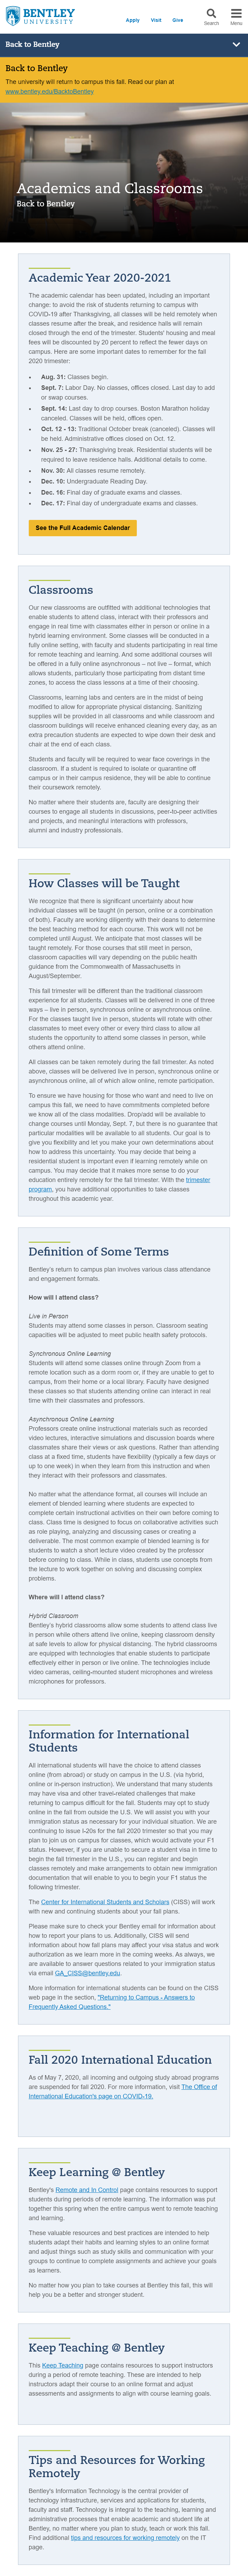 BENTLEY
UNIVERSITY
Apply
Visit
Give
Search
Menu
Back to Bentley
Back to Bentley
The university will return to campus this fall. Read our plan at
www.bentley.edu/BacktoBentley
Academics and Classrooms
Back to Bentley
Academic Year 2020-2021
The academic calendar has been updated, including an important
change: to avoid the risk of students returning to campus with
COVID-19 after Thanksgiving, all classes will be held remotely when
classes resume after the break, and residence halls will remain
closed through the end of the trimester. Students' housing and meal
fees will be discounted by 20 percent to reflect the fewer days on
campus. Here are some important dates to remember for the fall
2020 trimester:
• Aug. 31: Classes begin.
• Sept. 7: Labor Day. No classes, offices closed. Last day to add
or swap courses.
• Sept. 14: Last day to drop courses. Boston Marathon holiday
canceled. Classes will be held, offices open.
• Oct. 12 - 13: Traditional October break (canceled). Classes will
be held. Administrative offices closed on Oct. 12.
• Nov. 25 - 27: Thanksgiving break. Residential students will be
required to leave residence halls. Additional details to come.
• Nov. 30: All classes resume remotely.
• Dec. 10: Undergraduate Reading Day.
• Dec. 16: Final day of graduate exams and classes.
• Dec. 17: Final day of undergraduate exams and classes.
See the Full Academic Calendar
Classrooms
Our new classrooms are outfitted with additional technologies that
enable students to attend class, interact with their professors and
engage in real time with classmates either in person or online in a
hybrid learning environment. Some classes will be conducted in a
fully online setting, with faculty and students participating in real time
for remote teaching and learning. And some additional courses will
be offered in a fully online asynchronous – not live – format, which
allows students, particularly those participating from distant time
zones, to access the class sessions at a time of their choosing.
Classrooms, learning labs and centers are in the midst of being
modified to allow for appropriate physical distancing. Sanitizing
supplies will be provided in all classrooms and while classroom and
classroom buildings will have enhanced cleaning every day, as an
extra precaution students are expected to wipe down their desk and
chair at the end of each class.
Students and faculty will be required to wear face coverings in the
classroom. If a student is required to isolate or quarantine off
campus or in their campus residence, they will be able to continue
their coursework remotely.
No matter where their students are, faculty are designing their
courses to engage all students in discussions, peer-to-peer activities
and projects, and meaningful interactions with professors,
alumni and industry professionals.
How Classes will be Taught
We recognize that there is significant uncertainty about how
individual classes will be taught (in person, online or a combination
of both). Faculty are working diligently with their deans to determine
the best teaching method for each course. This work will not be
completed until August. We anticipate that most classes will be
taught remotely. For those courses that still meet in person,
classroom capacities will vary depending on the public health
guidance from the Commonwealth of Massachusetts in
August/September.
This fall trimester will be different than the traditional classroom
experience for all students. Classes will be delivered in one of three
ways – live in person, synchronous online or asynchronous online.
For the classes taught live in person, students will rotate with other
classmates to meet every other or every third class to allow all
students the opportunity to attend some classes in person, while
others attend online.
All classes can be taken remotely during the fall trimester. As noted
above, classes will be delivered live in person, synchronous online or
asynchronous online, all of which allow online, remote participation.
To ensure we have housing for those who want and need to live on
campus this fall, we need to have commitments completed before
we know all of the class modalities. Drop/add will be available to
change courses until Monday, Sept. 7, but there is no guarantee that
particular modalities will be available to all students. Our goal is to
give you flexibility and let you make your own determinations about
how to address this uncertainty. You may decide that being a
residential student is important even if learning remotely while on
campus. You may decide that it makes more sense to do your
education entirely remotely for the fall trimester. With the trimester
program, you have additional opportunities to take classes
throughout this academic year.
Definition of Some Terms
Bentley's return to campus plan involves various class attendance
and engagement formats.
How will I attend class?
Live in Person
Students may attend some classes in person. Classroom seating
capacities will be adjusted to meet public health safety protocols.
Synchronous Online Learning
Students will attend some classes online through Zoom from a
remote location such as a dorm room or, if they are unable to get to
campus, from their home or a local library. Faculty have designed
these classes so that students attending online can interact in real
time with their classmates and professors.
Asynchronous Online Learning
Professors create online instructional materials such as recorded
video lectures, interactive simulations and discussion boards where
students can share their views or ask questions. Rather than attending
class at a fixed time, students have flexibility (typically a few days or
up to one week) in when they learn from this instruction and when
they interact with their professors and classmates.
No matter what the attendance format, all courses will include an
element of blended learning where students are expected to
complete certain instructional activities on their own before coming to
class. Class time is designed to focus on collaborative activities such
as role playing, analyzing and discussing cases or creating a
deliverable. The most common example of blended learning is for
students to watch a short lecture created by their professor
before coming to class. While in class, students use concepts from
the lecture to work together on solving and discussing complex
problems.
Where will I attend class?
Hybrid Classroom
Bentley's hybrid classrooms allow some students to attend class live
in person while others attend live online, keeping classroom density
at safe levels to allow for physical distancing. The hybrid classrooms
are equipped with technologies that enable students to participate
effectively either in person or live online. The technologies include
video cameras, ceiling-mounted student microphones and wireless
microphones for professors.
Information for International
Students
All international students will have the choice to attend classes
online (from abroad) or study on campus in the U.S. (via hybrid,
online or in-person instruction). We understand that many students
may have visa and other travel-related challenges that make
returning to campus difficult for the fall. Students may opt to study
online in the fall from outside the U.S. We will assist you with your
immigration status as necessary for your individual situation. We are
continuing to issue I-20s for the fall 2020 trimester so that you may
opt to join us on campus for classes, which would activate your F1
status. However, if you are unable to secure a student visa in time to
begin the fall trimester in the U.S., you can register and begin
classes remotely and make arrangements to get immigration
documentation that will enable to you to begin your F1 status the
following trimester.
The Center for International Students and Scholars (CISS) will work
with new and continuing students about your fall plans.
Please make sure to check your Bentley email for information about
how to report your plans to us. Additionally, CISS will be sending
information about how fall courses may affect your visa status and work
authorization as we learn more in the coming weeks. As always, we
are available to answer questions related to your immigration status
via email GA_CISS@bentley.edu.
More information for international students can be found on the CISS
web page in the section, "Returning to Campus - Answers to
Frequently Asked Questions."
Fall 2020 International Education
As of May 7, 2020, all incoming and outgoing study abroad programs
are suspended for fall 2020. For more information, visit The Office of
International Education's page on COVID-19.
Keep Learning @ Bentley
Bentley's Remote and In Control page contains resources to support
students during periods of remote learning. The information was put
together this spring when the entire campus went to remote teaching
and learning.
These valuable resources and best practices are intended to help
students adapt their habits and learning styles to an online format
and adjust things such as study skills and communication with your
groups to continue to complete assignments and achieve your goals
as learners.
No matter how you plan to take courses at Bentley this fall, this will
help you be a better and stronger student.
Keep Teaching @ Bentley
This Keep Teaching page contains resources to support instructors
during a period of remote teaching. These are intended to help
instructors adapt their course to an online format and adjust
assessments and assignments to align with course learning goals.
Tips and Resources for Working
Remotely
Bentley's Information Technology is the central provider of
technology infrastructure, services and applications for students,
faculty and staff. Technology is integral to the teaching, learning and
administrative processes that enable academic and student life at
Bentley, no matter where you plan to study, teach or work this fall.
Find additional tips and resources for working remotely on the IT
page.